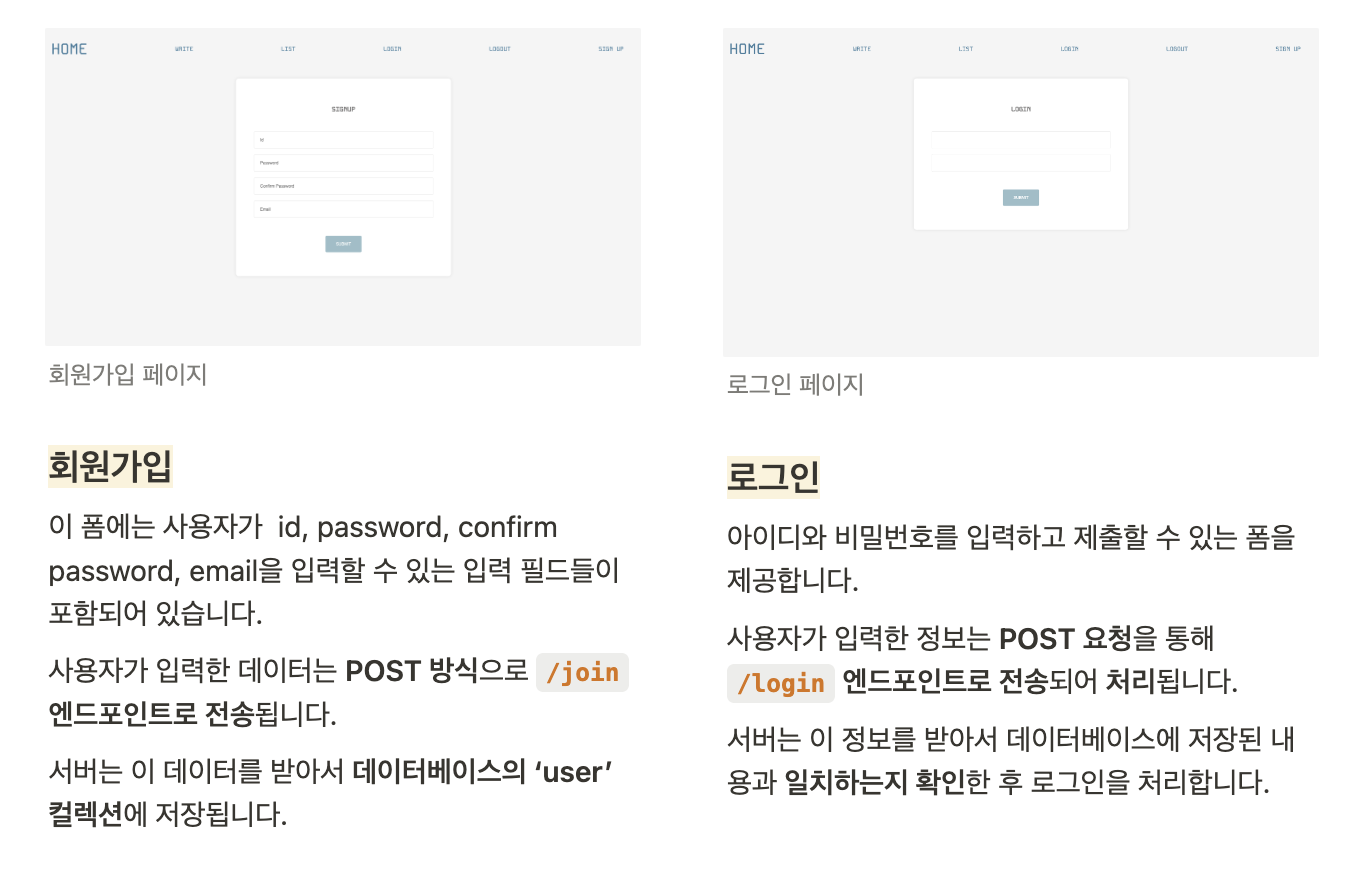 HOME WRITE LIST LOGIN LOGOUT SIGN UP
SIGNUP
Id
Password
Confirm Password
Email
SUBMIT
회원가입 페이지
회원가입
이 폼에는 사용자가 id, password, confirm
password, email을 입력할 수 있는 입력 필드들이
포함되어 있습니다.
사용자가 입력한 데이터는 POST 방식으로 /join
엔드포인트로 전송됩니다.
서버는 이 데이터를 받아서 데이터베이스의 ‘user’
컬렉션에 저장됩니다.
HOME WRITE LIST LOGIN LOGOUT SIGN UP
LOGIN
SUBMIT
로그인 페이지
로그인
아이디와 비밀번호를 입력하고 제출할 수 있는 폼을
제공합니다.
사용자가 입력한 정보는 POST 요청을 통해
/login 엔드포인트로 전송되어 처리됩니다.
서버는 이 정보를 받아서 데이터베이스에 저장된 내
용과 일치하는지 확인한 후 로그인을 처리합니다.